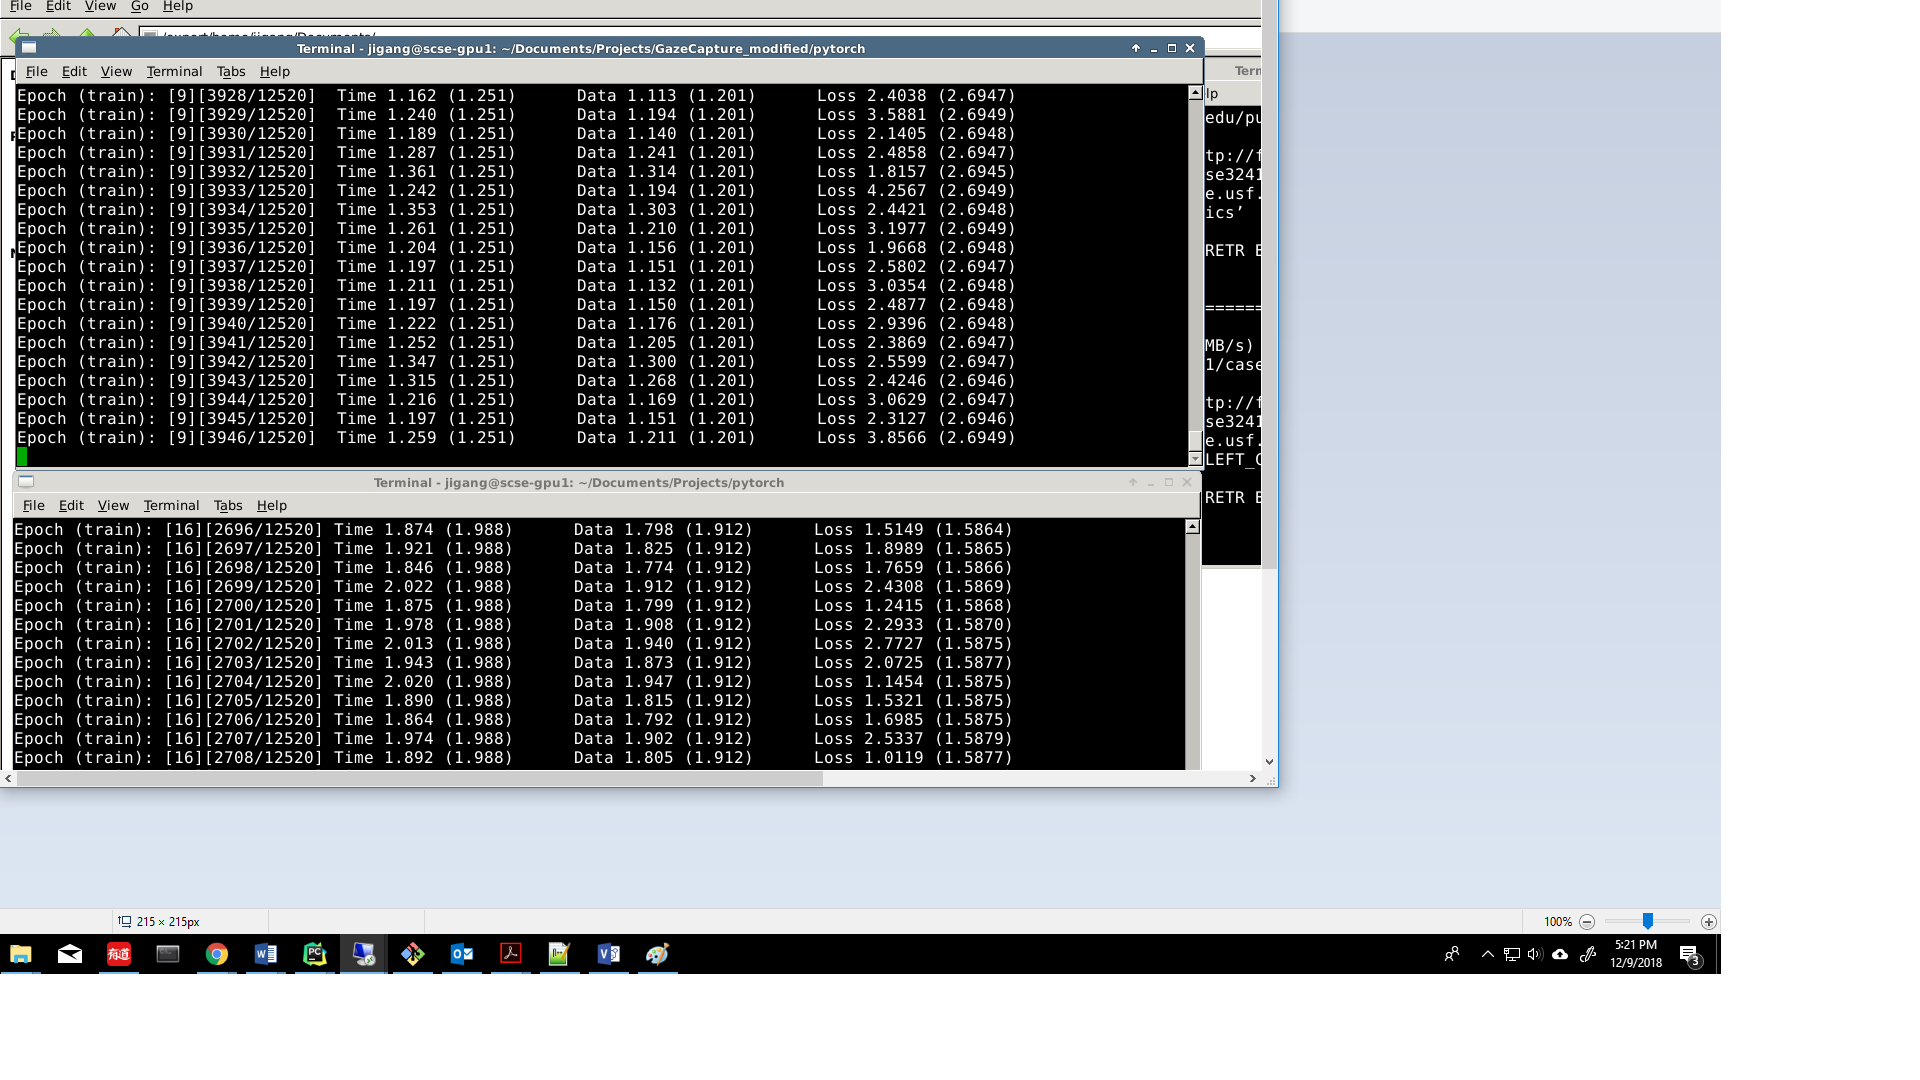 File Edit View Go Help
Terminal - jigang@scse-gpu1: ~/Documents/Projects/GazeCapture_modified/pytorch
File Edit View Terminal Tabs Help
Epoch (train): [9][3928/12520] Time 1.162 (1.251) Data 1.113 (1.201) Loss 2.4038 (2.6947)
Epoch (train): [9][3929/12520] Time 1.240 (1.251) Data 1.194 (1.201) Loss 3.5881 (2.6949)
Epoch (train): [9][3930/12520] Time 1.189 (1.251) Data 1.140 (1.201) Loss 2.1405 (2.6948)
Epoch (train): [9][3931/12520] Time 1.287 (1.251) Data 1.241 (1.201) Loss 2.4858 (2.6947)
Epoch (train): [9][3932/12520] Time 1.361 (1.251) Data 1.314 (1.201) Loss 1.8157 (2.6945)
Epoch (train): [9][3933/12520] Time 1.242 (1.251) Data 1.194 (1.201) Loss 4.2567 (2.6949)
Epoch (train): [9][3934/12520] Time 1.353 (1.251) Data 1.303 (1.201) Loss 2.4421 (2.6948)
Epoch (train): [9][3935/12520] Time 1.261 (1.251) Data 1.210 (1.201) Loss 3.1977 (2.6949)
Epoch (train): [9][3936/12520] Time 1.204 (1.251) Data 1.156 (1.201) Loss 1.9668 (2.6948)
Epoch (train): [9][3937/12520] Time 1.197 (1.251) Data 1.151 (1.201) Loss 2.5802 (2.6947)
Epoch (train): [9][3938/12520] Time 1.211 (1.251) Data 1.132 (1.201) Loss 3.0354 (2.6948)
Epoch (train): [9][3939/12520] Time 1.197 (1.251) Data 1.150 (1.201) Loss 2.4877 (2.6948)
Epoch (train): [9][3940/12520] Time 1.222 (1.251) Data 1.176 (1.201) Loss 2.9396 (2.6948)
Epoch (train): [9][3941/12520] Time 1.252 (1.251) Data 1.205 (1.201) Loss 2.3869 (2.6947)
Epoch (train): [9][3942/12520] Time 1.347 (1.251) Data 1.300 (1.201) Loss 2.5599 (2.6947)
Epoch (train): [9][3943/12520] Time 1.315 (1.251) Data 1.268 (1.201) Loss 2.4246 (2.6946)
Epoch (train): [9][3944/12520] Time 1.216 (1.251) Data 1.169 (1.201) Loss 3.0629 (2.6947)
Epoch (train): [9][3945/12520] Time 1.197 (1.251) Data 1.151 (1.201) Loss 2.3127 (2.6946)
Epoch (train): [9][3946/12520] Time 1.259 (1.251) Data 1.211 (1.201) Loss 3.8566 (2.6949)
Term
lp
edu/pu
tp://f
se3241
e.usf.
ics’
RETR E
======
MB/s)
1/case
tp://f
se3241
e.usf.
LEFT_C
RETR E
Terminal - jigang@scse-gpu1: ~/Documents/Projects/pytorch
File Edit View Terminal Tabs Help
Epoch (train): [16][2696/12520] Time 1.874 (1.988) Data 1.798 (1.912) Loss 1.5149 (1.5864)
Epoch (train): [16][2697/12520] Time 1.921 (1.988) Data 1.825 (1.912) Loss 1.8989 (1.5865)
Epoch (train): [16][2698/12520] Time 1.846 (1.988) Data 1.774 (1.912) Loss 1.7659 (1.5866)
Epoch (train): [16][2699/12520] Time 2.022 (1.988) Data 1.912 (1.912) Loss 2.4308 (1.5869)
Epoch (train): [16][2700/12520] Time 1.875 (1.988) Data 1.799 (1.912) Loss 1.2415 (1.5868)
Epoch (train): [16][2701/12520] Time 1.978 (1.988) Data 1.908 (1.912) Loss 2.2933 (1.5870)
Epoch (train): [16][2702/12520] Time 2.013 (1.988) Data 1.940 (1.912) Loss 2.7727 (1.5875)
Epoch (train): [16][2703/12520] Time 1.943 (1.988) Data 1.873 (1.912) Loss 2.0725 (1.5877)
Epoch (train): [16][2704/12520] Time 2.020 (1.988) Data 1.947 (1.912) Loss 1.1454 (1.5875)
Epoch (train): [16][2705/12520] Time 1.890 (1.988) Data 1.815 (1.912) Loss 1.5321 (1.5875)
Epoch (train): [16][2706/12520] Time 1.864 (1.988) Data 1.792 (1.912) Loss 1.6985 (1.5875)
Epoch (train): [16][2707/12520] Time 1.974 (1.988) Data 1.902 (1.912) Loss 2.5337 (1.5879)
Epoch (train): [16][2708/12520] Time 1.892 (1.988) Data 1.805 (1.912) Loss 1.0119 (1.5877)
215 × 215px
100%
有道
5:21 PM
12/9/2018
3